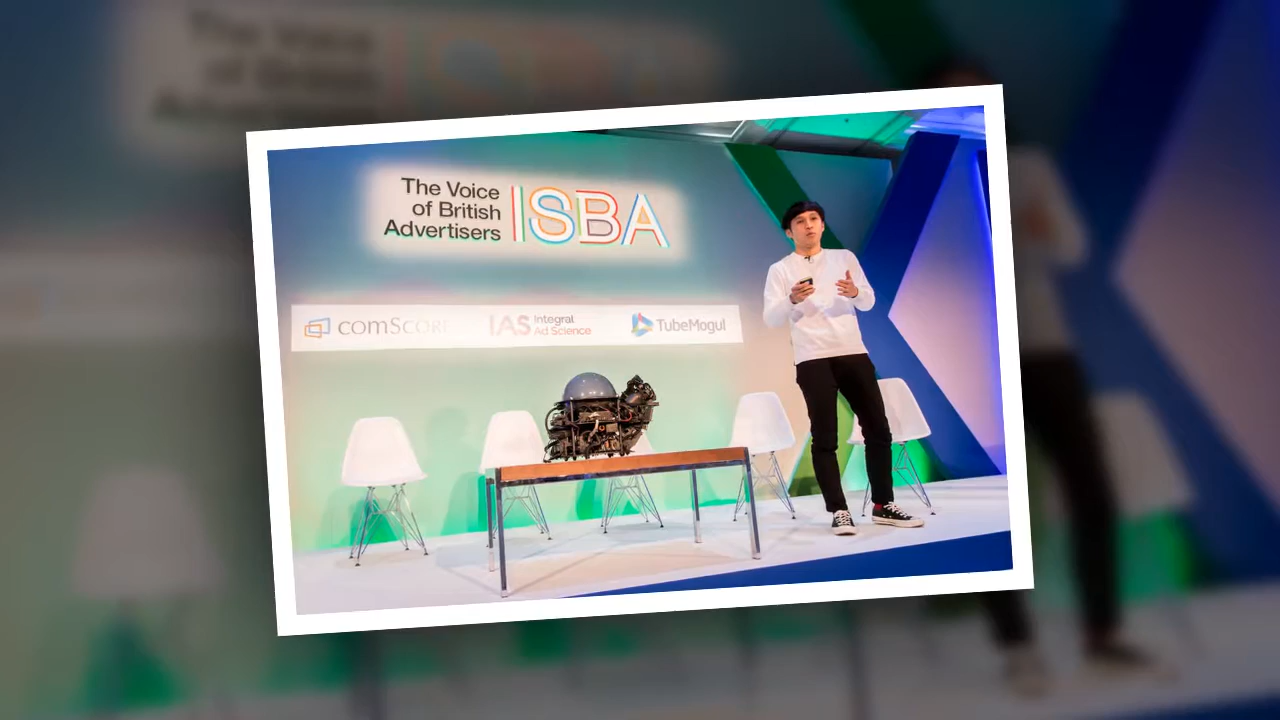 The Voice
of British
Advertisers
ISBA
comScore
IAS Integral
Ad Science
TubeMogul